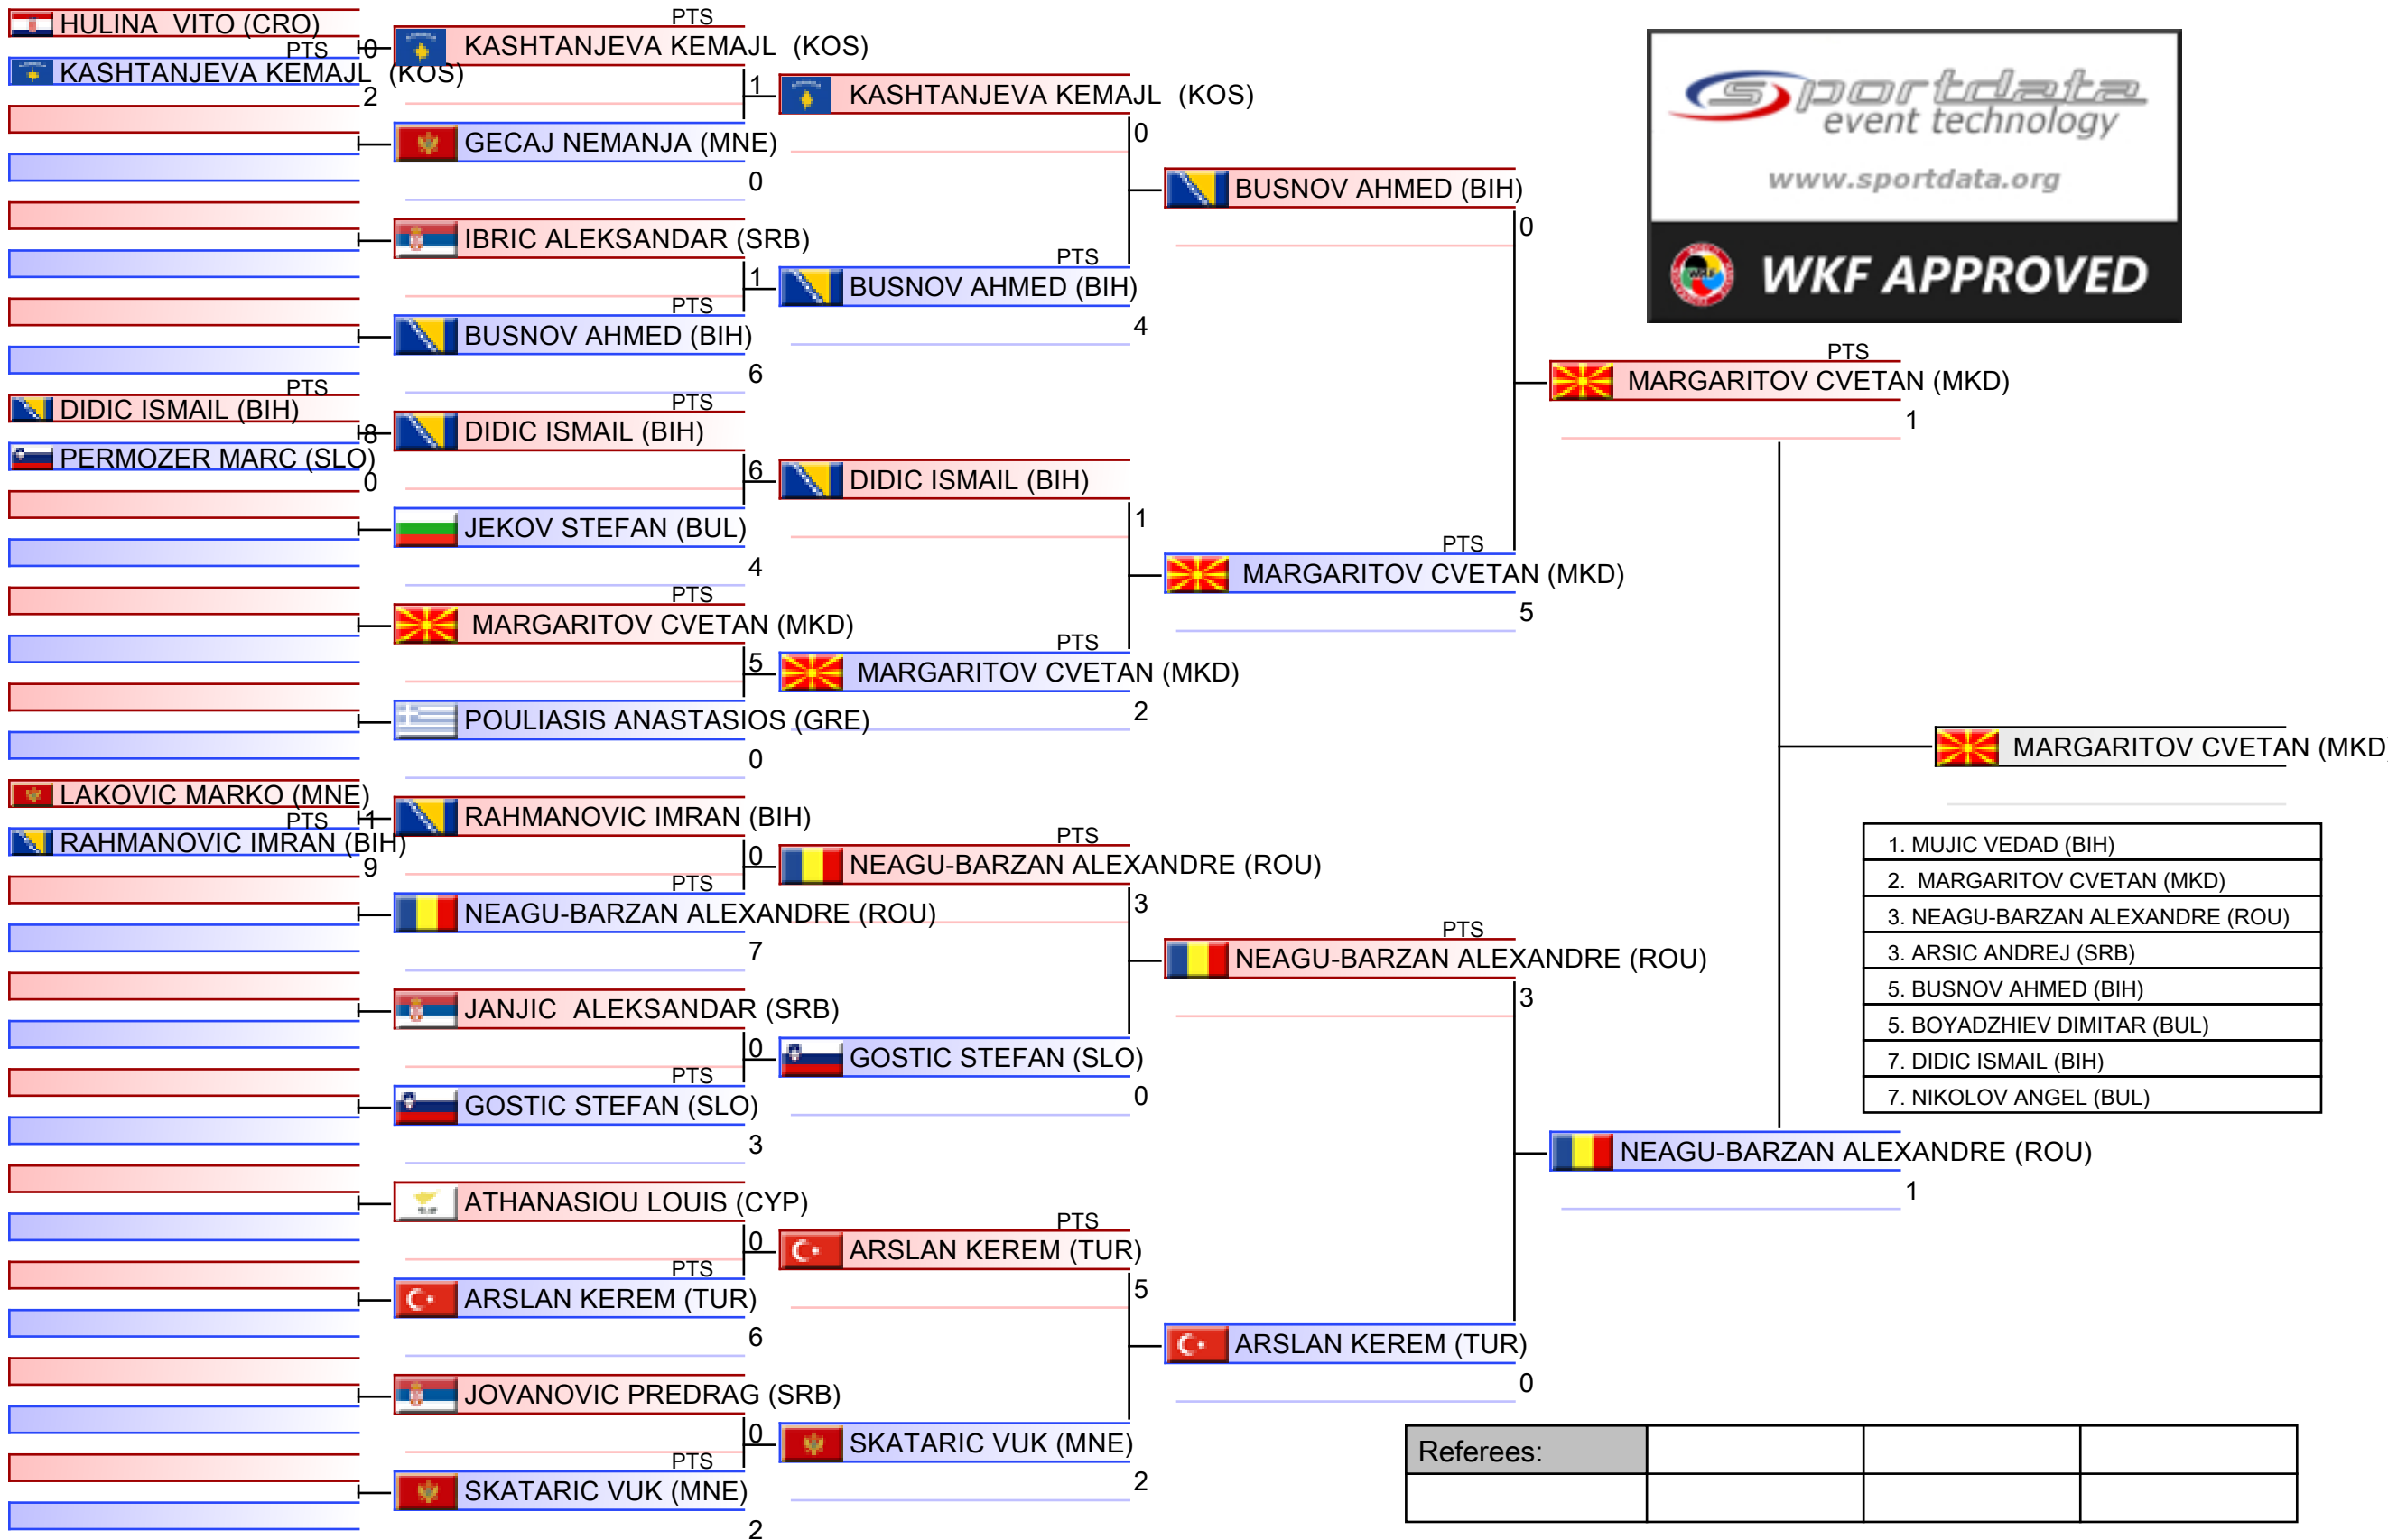 HULINA  VITO (CRO)
PTS
0
KASHTANJEVA KEMAJL  (KOS)
2
DIDIC ISMAIL (BIH)
PTS
8
PERMOZER MARC (SLO)
0
LAKOVIC MARKO (MNE)
PTS
1
RAHMANOVIC IMRAN (BIH)
9
PTS
KASHTANJEVA KEMAJL  (KOS)
1
GECAJ NEMANJA (MNE)
0
IBRIC ALEKSANDAR (SRB)
1
PTS
BUSNOV AHMED (BIH)
6
PTS
DIDIC ISMAIL (BIH)
6
JEKOV STEFAN (BUL)
4
PTS
MARGARITOV CVETAN (MKD)
5
POULIASIS ANASTASIOS (GRE)
0
RAHMANOVIC IMRAN (BIH)
0
PTS
NEAGU-BARZAN ALEXANDRE (ROU)
7
JANJIC  ALEKSANDAR (SRB)
0
PTS
GOSTIC STEFAN (SLO)
3
ATHANASIOU LOUIS (CYP)
0
PTS
ARSLAN KEREM (TUR)
6
JOVANOVIC PREDRAG (SRB)
0
PTS
SKATARIC VUK (MNE)
2
KASHTANJEVA KEMAJL  (KOS)
0
PTS
BUSNOV AHMED (BIH)
4
DIDIC ISMAIL (BIH)
1
PTS
MARGARITOV CVETAN (MKD)
2
PTS
NEAGU-BARZAN ALEXANDRE (ROU)
3
GOSTIC STEFAN (SLO)
0
PTS
ARSLAN KEREM (TUR)
5
SKATARIC VUK (MNE)
2
BUSNOV AHMED (BIH)
0
PTS
MARGARITOV CVETAN (MKD)
5
PTS
NEAGU-BARZAN ALEXANDRE (ROU)
3
ARSLAN KEREM (TUR)
0
sportdata
event technology
www.sportdata.org
WKF
WKF APPROVED
PTS
MARGARITOV CVETAN (MKD)
1
NEAGU-BARZAN ALEXANDRE (ROU)
1
MARGARITOV CVETAN (MKD)
1. MUJIC VEDAD (BIH)
2.  MARGARITOV CVETAN (MKD)
3. NEAGU-BARZAN ALEXANDRE (ROU)
3. ARSIC ANDREJ (SRB)
5. BUSNOV AHMED (BIH)
5. BOYADZHIEV DIMITAR (BUL)
7. DIDIC ISMAIL (BIH)
7. NIKOLOV ANGEL (BUL)
Referees: